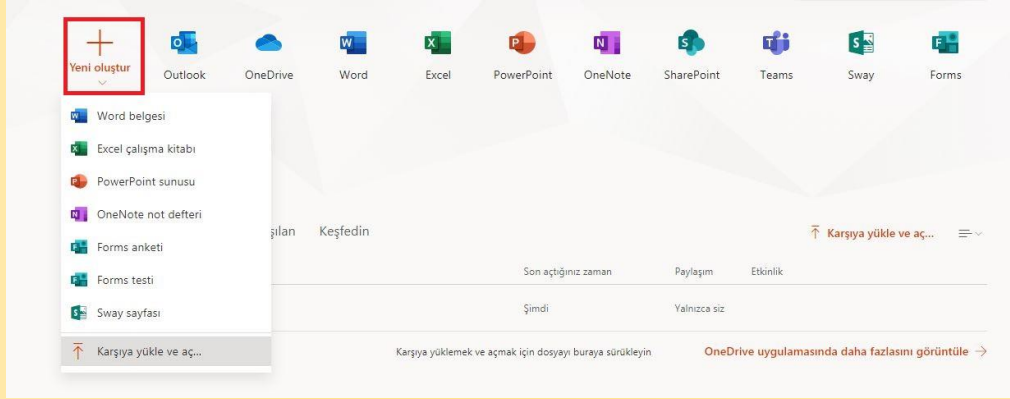 Yeni oluştur
Outlook
OneDrive
Word
Excel
PowerPoint
OneNote
SharePoint
Teams
Sway
Forms
Word belgesi
Excel çalışma kitabı
PowerPoint sunusu
OneNote not defteri
Forms anketi
Forms testi
Sway sayfası
Karşıya yükle ve aç...
şılan Keşfedin
Karşıya yükle ve aç...
Son açtığınız zaman Paylaşım Etkinlik
Şimdi Yalnızca siz
Karşıya yüklemek ve açmak için dosyayı buraya sürükleyin
OneDrive uygulamasında daha fazlasını görüntüle